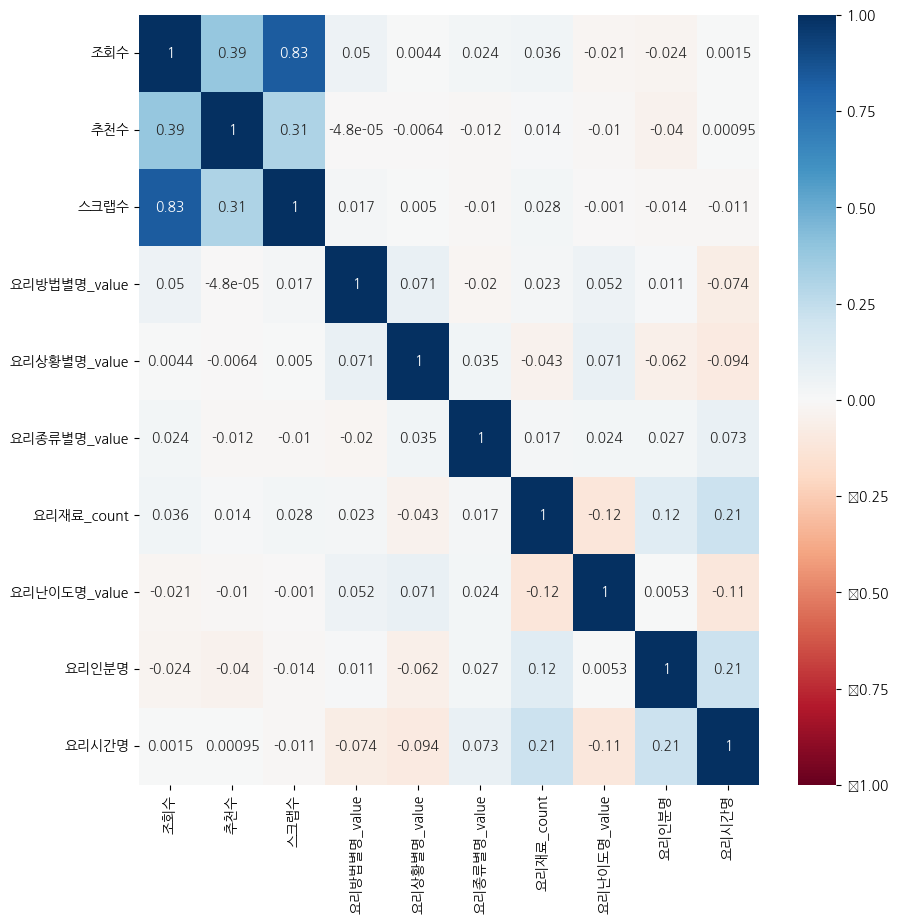 조회수 1 0.39 0.83 0.05 0.0044 0.024 0.036 -0.021 -0.024 0.0015
추천수 0.39 1 0.31 -4.8e-05 -0.0064 -0.012 0.014 -0.01 -0.04 0.00095
스크랩수 0.83 0.31 1 0.017 0.005 -0.01 0.028 -0.001 -0.014 -0.011
요리방법별명_value 0.05 -4.8e-05 0.017 1 0.071 -0.02 0.023 0.052 0.011 -0.074
요리상황별명_value 0.0044 -0.0064 0.005 0.071 1 0.035 -0.043 0.071 -0.062 -0.094
요리종류별명_value 0.024 -0.012 -0.01 -0.02 0.035 1 0.017 0.024 0.027 0.073
요리재료_count 0.036 0.014 0.028 0.023 -0.043 0.017 1 -0.12 0.12 0.21
요리난이도명_value -0.021 -0.01 -0.001 0.052 0.071 0.024 -0.12 1 0.0053 -0.11
요리인분명 -0.024 -0.04 -0.014 0.011 -0.062 0.027 0.12 0.0053 1 0.21
요리시간명 0.0015 0.00095 -0.011 -0.074 -0.094 0.073 0.21 -0.11 0.21 1
조회수
추천수
스크랩수
요리방법별명_value
요리상황별명_value
요리종류별명_value
요리재료_count
요리난이도명_value
요리인분명
요리시간명
1.00
0.75
0.50
0.25
0.00
0.25
0.50
0.75
1.00